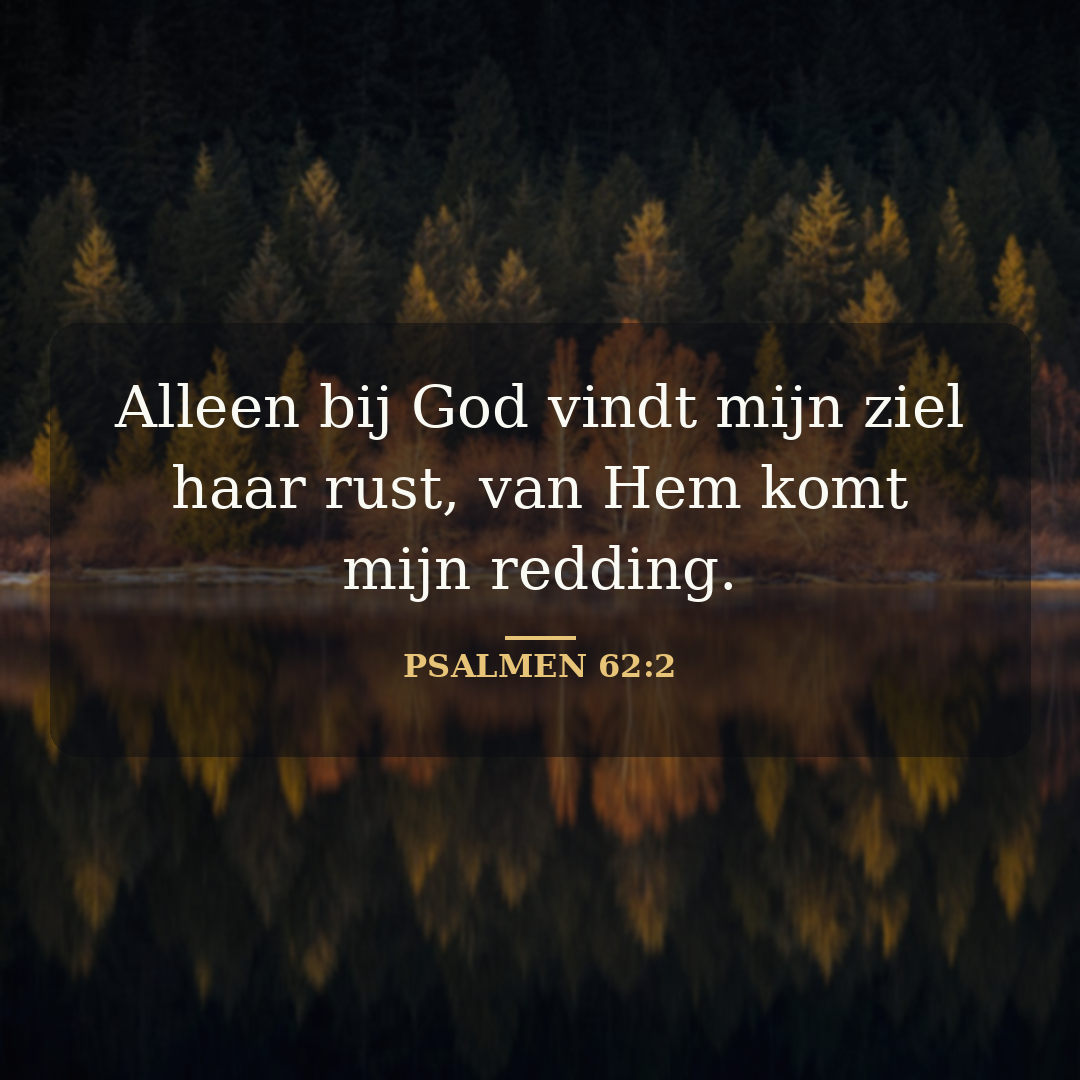 Alleen bij God vindt mijn ziel
haar rust, van Hem komt
mijn redding.
PSALMEN 62:2